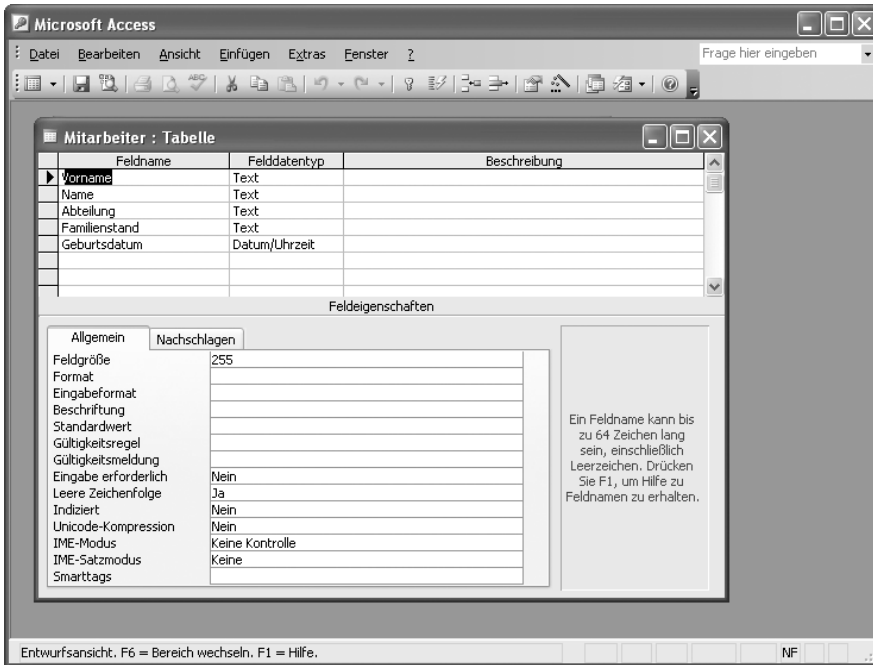 Microsoft Access
Datei Bearbeiten Ansicht Einfügen Extras Fenster ? Frage hier eingeben
Mitarbeiter : Tabelle
Feldname Felddatentyp Beschreibung
Vorname Text
Name Text
Abteilung Text
Familienstand Text
Geburtsdatum Datum/Uhrzeit
Feldeigenschaften
Allgemein Nachschlagen
Feldgröße 255
Format
Eingabeformat
Beschriftung
Standardwert
Gültigkeitsregel
Gültigkeitsmeldung
Eingabe erforderlich Nein
Leere Zeichenfolge Ja
Indiziert Nein
Unicode-Kompression Nein
IME-Modus Keine Kontrolle
IME-Satzmodus Keine
Smarttags
Ein Feldname kann bis
zu 64 Zeichen lang
sein, einschließlich
Leerzeichen. Drücken
Sie F1, um Hilfe zu
Feldnamen zu erhalten.
Entwurfsansicht. F6 = Bereich wechseln. F1 = Hilfe. NF